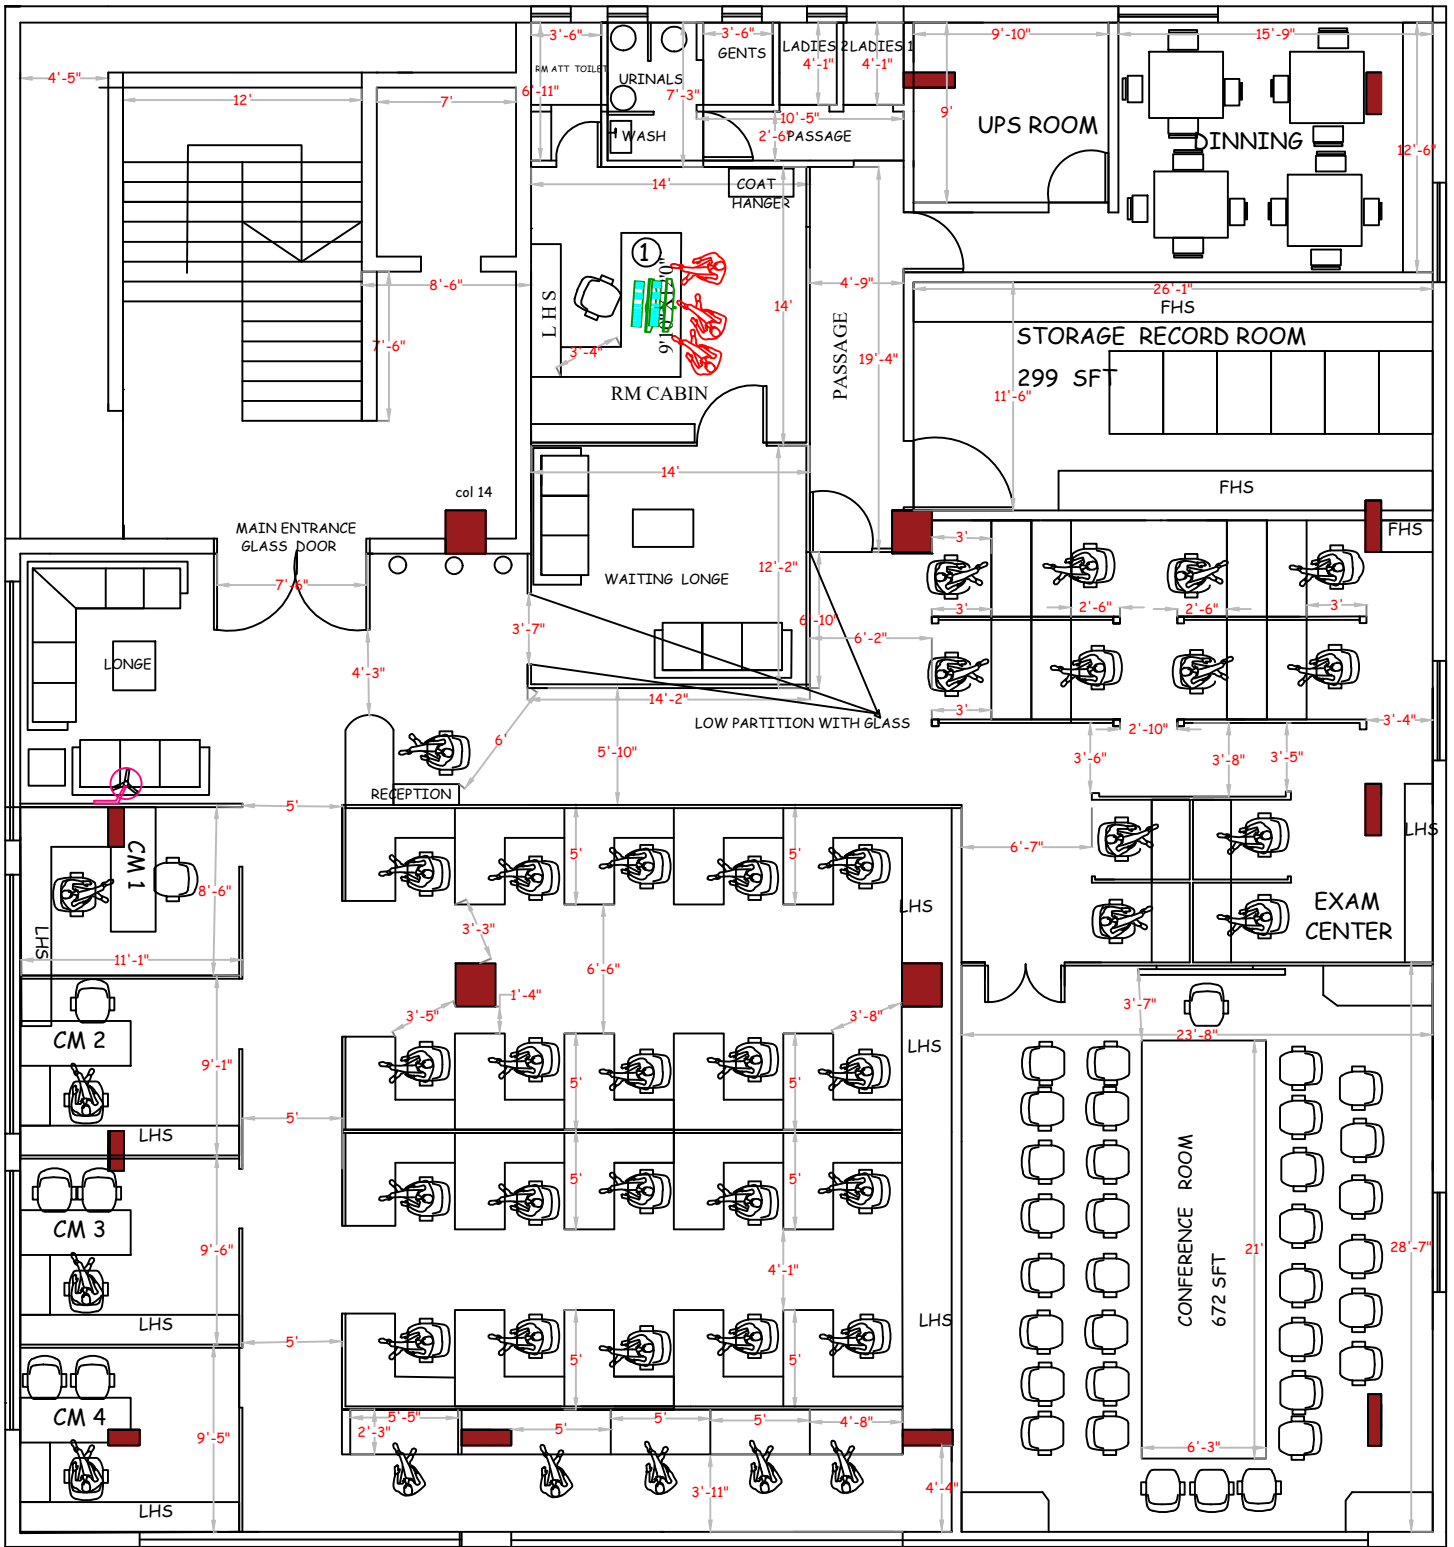 3'-6"
3'-6"
9'-10"
15'-9"
LADIES 2
LADIES 1
GENTS
4'-1"
4'-1"
4'-5"
RM ATT TOILET
URINALS
6'-11"
7'-3"
12'
7'
9'
10'-5"
UPS ROOM
DINNING
WASH
2'-6"
PASSAGE
12'-6"
14'
COAT
HANGER
1
8'-6"
4'-9"
26'-1"
FHS
L H S
14'
STORAGE RECORD ROOM
7'-6"
3'-4"
PASSAGE
19'-4"
299 SFT
RM CABIN
11'-6"
14'
FHS
col 14
MAIN ENTRANCE
GLASS DOOR
FHS
3'
7'-6"
12'-2"
WAITING LONGE
3'
2'-6"
2'-6"
3'
3'-7"
6'-10"
6'-2"
LONGE
4'-3"
14'-2"
3'
LOW PARTITION WITH GLASS
2'-10"
3'-4"
6'
5'-10"
3'-6"
3'-8"
3'-5"
RECEPTION
5'
CM 1
LHS
6'-7"
5'
5'
8'-6"
LHS
EXAM
CENTER
LHS
3'-3"
11'-1"
6'-6"
1'-4"
3'-5"
3'-8"
3'-7"
23'-8"
CM 2
LHS
9'-1"
5'
5'
5'
LHS
5'
5'
CONFERENCE ROOM
672 SFT
CM 3
9'-6"
4'-1"
21'
28'-7"
LHS
LHS
5'
5'
5'
CM 4
5'-5"
5'
5'
4'-8"
2'-3"
5'
9'-5"
6'-3"
3'-11"
4'-4"
LHS